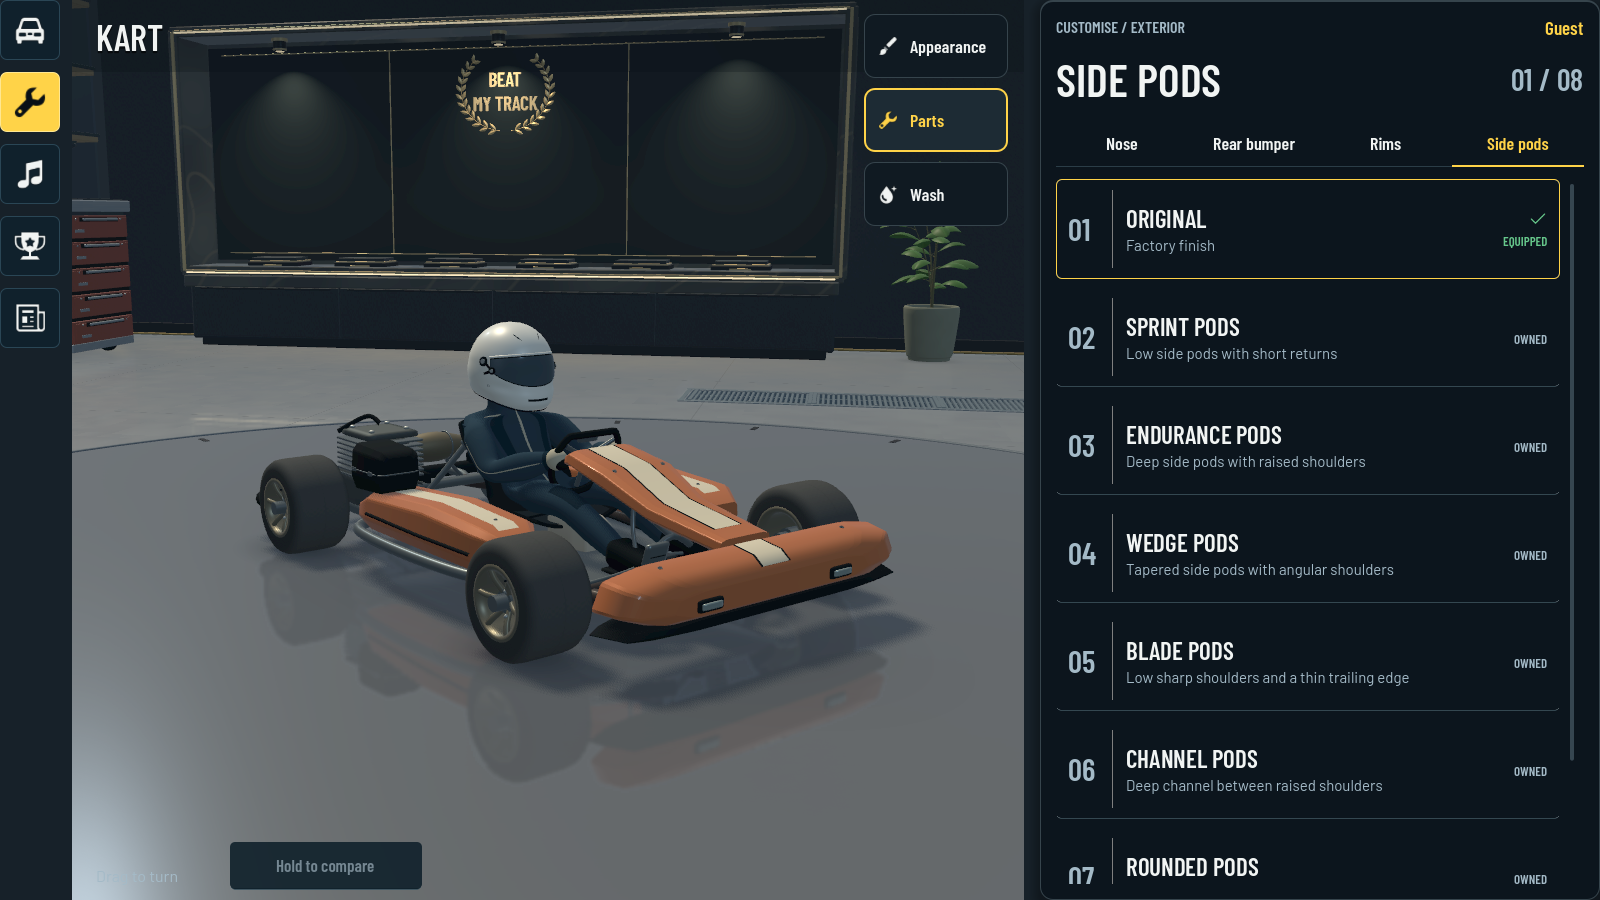 KART
BEAT
MY TRACK
Appearance
Parts
Wash
Drag to turn
Hold to compare
CUSTOMISE / EXTERIOR
Guest
SIDE PODS
01 / 08
Nose
Rear bumper
Rims
Side pods
01
ORIGINAL
Factory finish
EQUIPPED
02
SPRINT PODS
Low side pods with short returns
OWNED
03
ENDURANCE PODS
Deep side pods with raised shoulders
OWNED
04
WEDGE PODS
Tapered side pods with angular shoulders
OWNED
05
BLADE PODS
Low sharp shoulders and a thin trailing edge
OWNED
06
CHANNEL PODS
Deep channel between raised shoulders
OWNED
07
ROUNDED PODS
OWNED